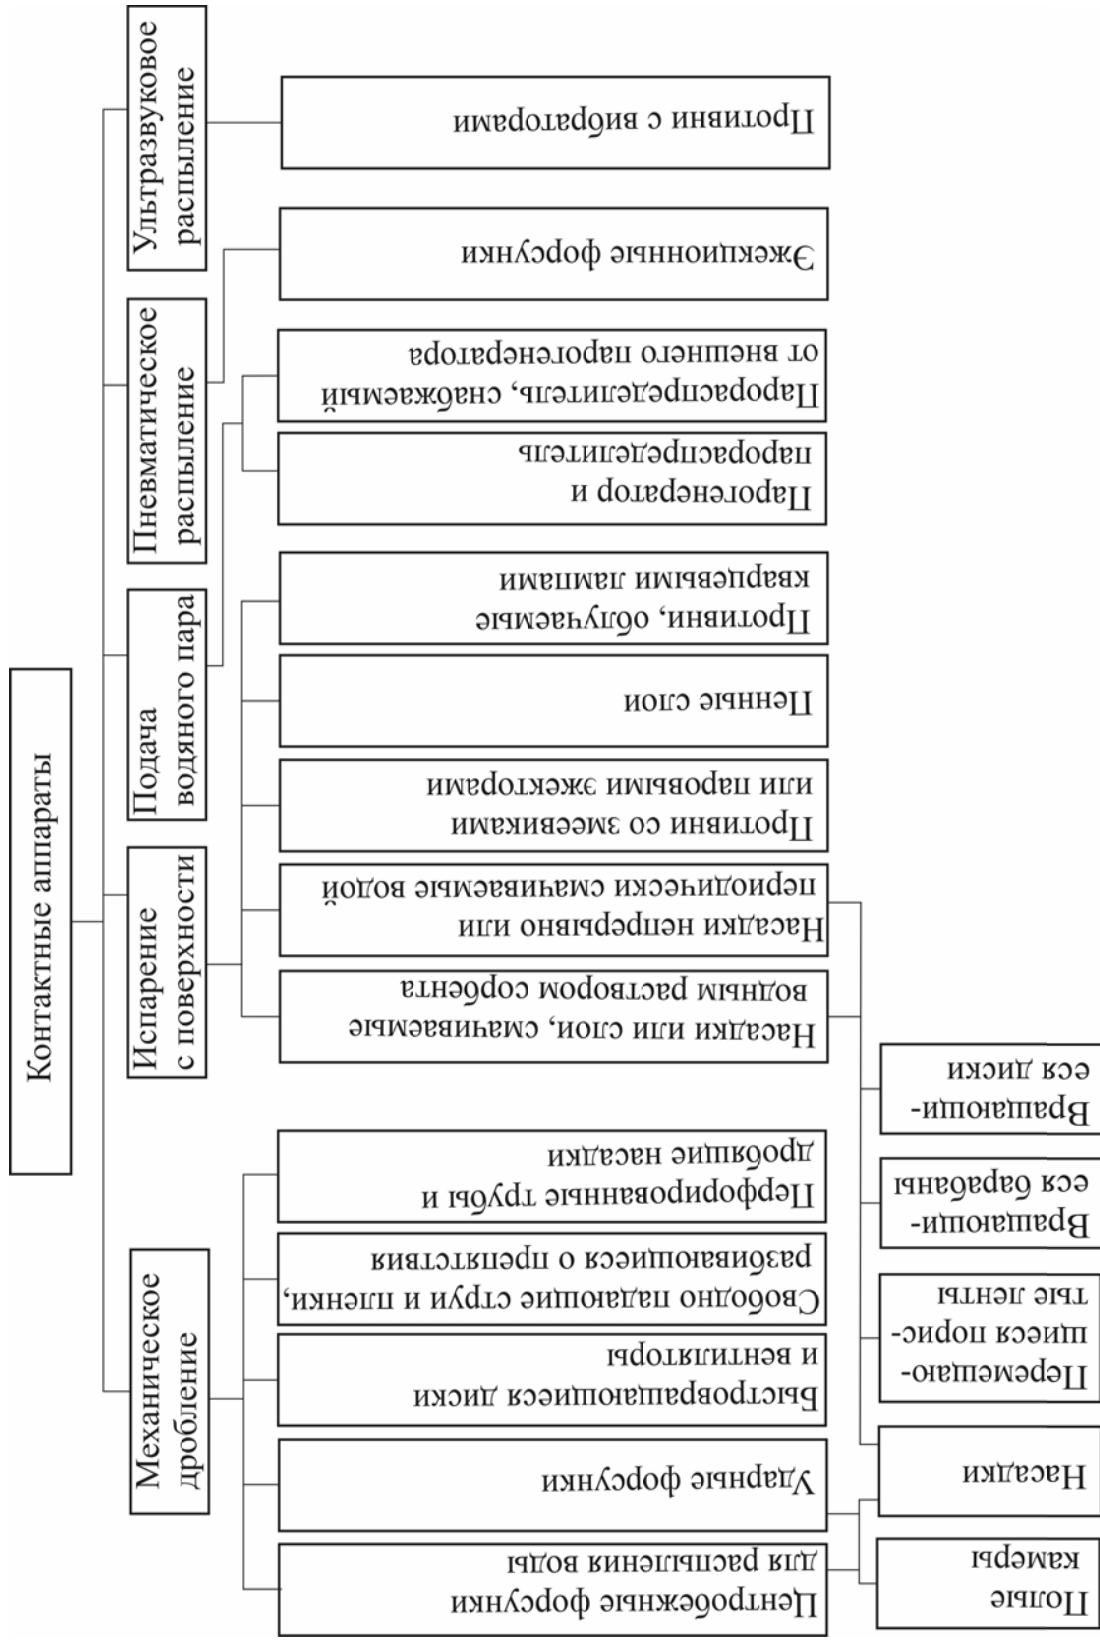 Контактные аппараты
Механическое
дробление
Испарение
с поверхности
Подача
водяного пара
Пневматическое
распыление
Ультразвуковое
распыление
Центробежные форсунки
для распыления воды
Ударные форсунки
Быстровращающиеся диски
и вентиляторы
Свободно падающие струи и пленки,
разбивающиеся о препятствия
Перфорированные трубы и
дробящие насадки
Насадки или слои, смачиваемые
водным раствором сорбента
Насадки непрерывно или
периодически смачиваемые водой
Противни со змеевиками
или паровыми эжекторами
Пенные слои
Противни, облучаемые
кварцевыми лампами
Парогенератор и
парораспределитель
Парораспределитель, снабжаемый
от внешнего парогенератора
Эжекционные форсунки
Противни с вибраторами
Полые
камеры
Насадки
Перемещаю-
щиеся порис-
тые ленты
Вращающи-
еся барабаны
Вращающи-
еся диски